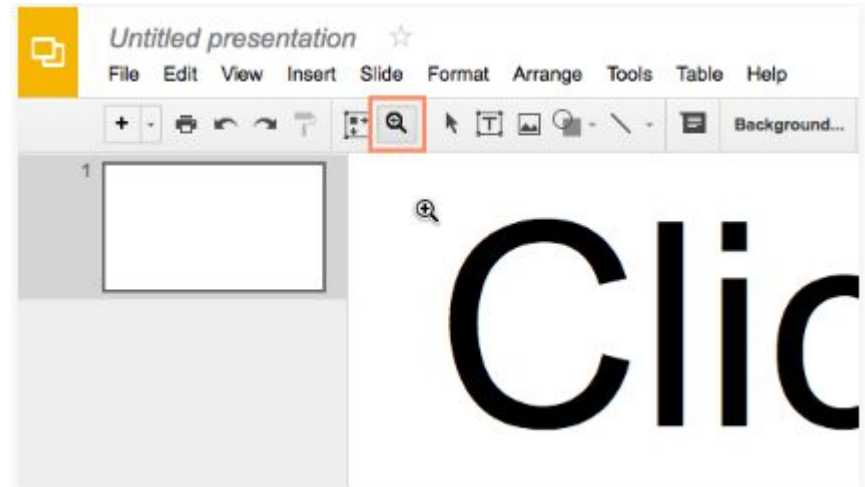 Untitled presentation
File Edit View Insert Slide Format Arrange Tools Table Help
+ T Background...
1
Clic